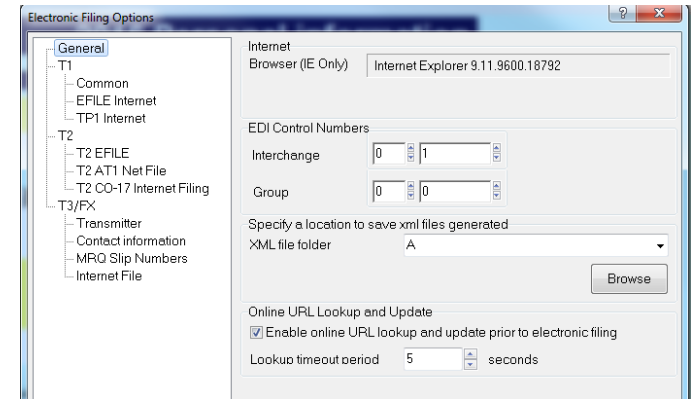 Electronic Filing Options
General
T1
Common
EFILE Internet
TP1 Internet
T2
T2 EFILE
T2 AT1 Net File
T2 CO-17 Internet Filing
T3/FX
Transmitter
Contact information
MRQ Slip Numbers
Internet File
Internet
Browser (IE Only) Internet Explorer 9.11.9600.18792
EDI Control Numbers
Interchange 0 1
Group 0 0
Specify a location to save xml files generated
XML file folder A
Browse
Online URL Lookup and Update
Enable online URL lookup and update prior to electronic filing
Lookup timeout period 5 seconds